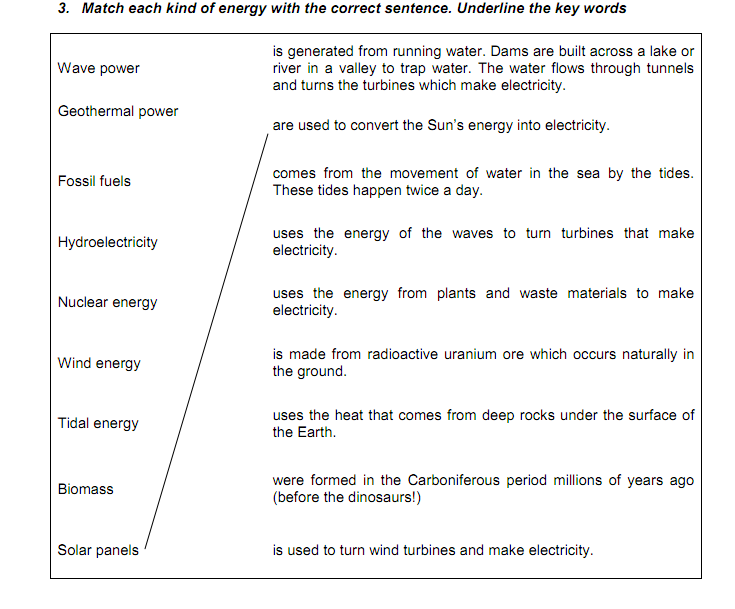 3. Match each kind of energy with the correct sentence. Underline the key words
Wave power
is generated from running water. Dams are built across a lake or
river in a valley to trap water. The water flows through tunnels
and turns the turbines which make electricity.
Geothermal power
are used to convert the Sun's energy into electricity.
Fossil fuels
comes from the movement of water in the sea by the tides.
These tides happen twice a day.
Hydroelectricity
uses the energy of the waves to turn turbines that make
electricity.
Nuclear energy
uses the energy from plants and waste materials to make
electricity.
Wind energy
is made from radioactive uranium ore which occurs naturally in
the ground.
Tidal energy
uses the heat that comes from deep rocks under the surface of
the Earth.
Biomass
were formed in the Carboniferous period millions of years ago
(before the dinosaurs!)
Solar panels
is used to turn wind turbines and make electricity.